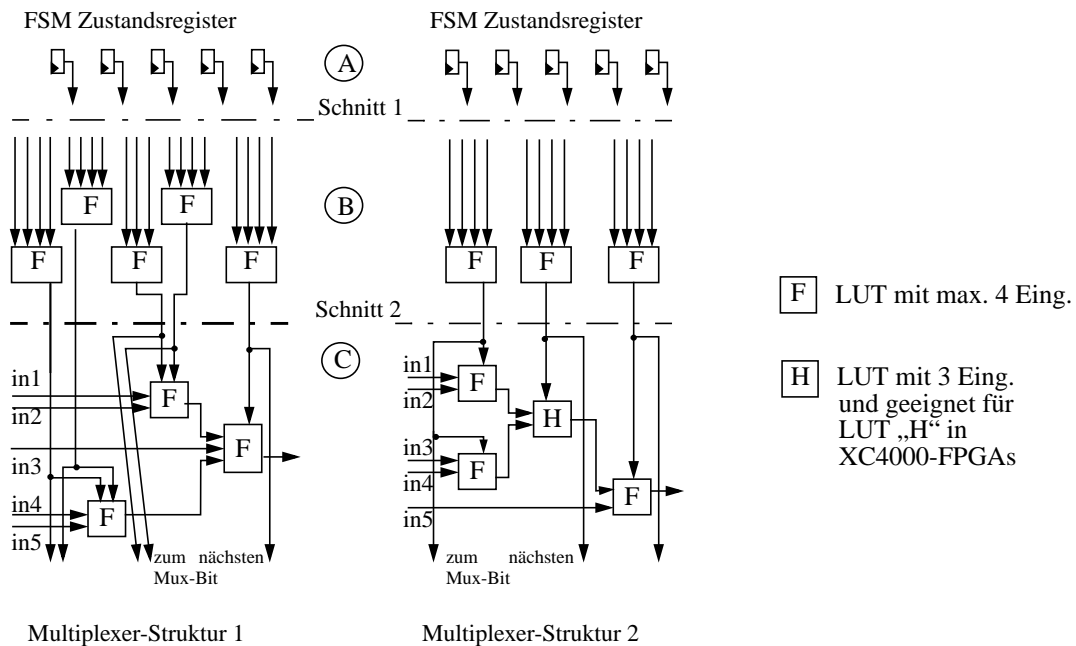 FSM Zustandsregister
FSM Zustandsregister
A
Schnitt 1
F
F
B
F
F
F
F
F
F
Schnitt 2
C
in1
in2
in3
in4
in5
F
F
F
zum nächsten
Mux-Bit
in1
in2
in3
in4
in5
F
F
H
F
zum nächsten
Mux-Bit
F LUT mit max. 4 Eing.
H LUT mit 3 Eing.
und geeignet für
LUT „H“ in
XC4000-FPGAs
Multiplexer-Struktur 1
Multiplexer-Struktur 2